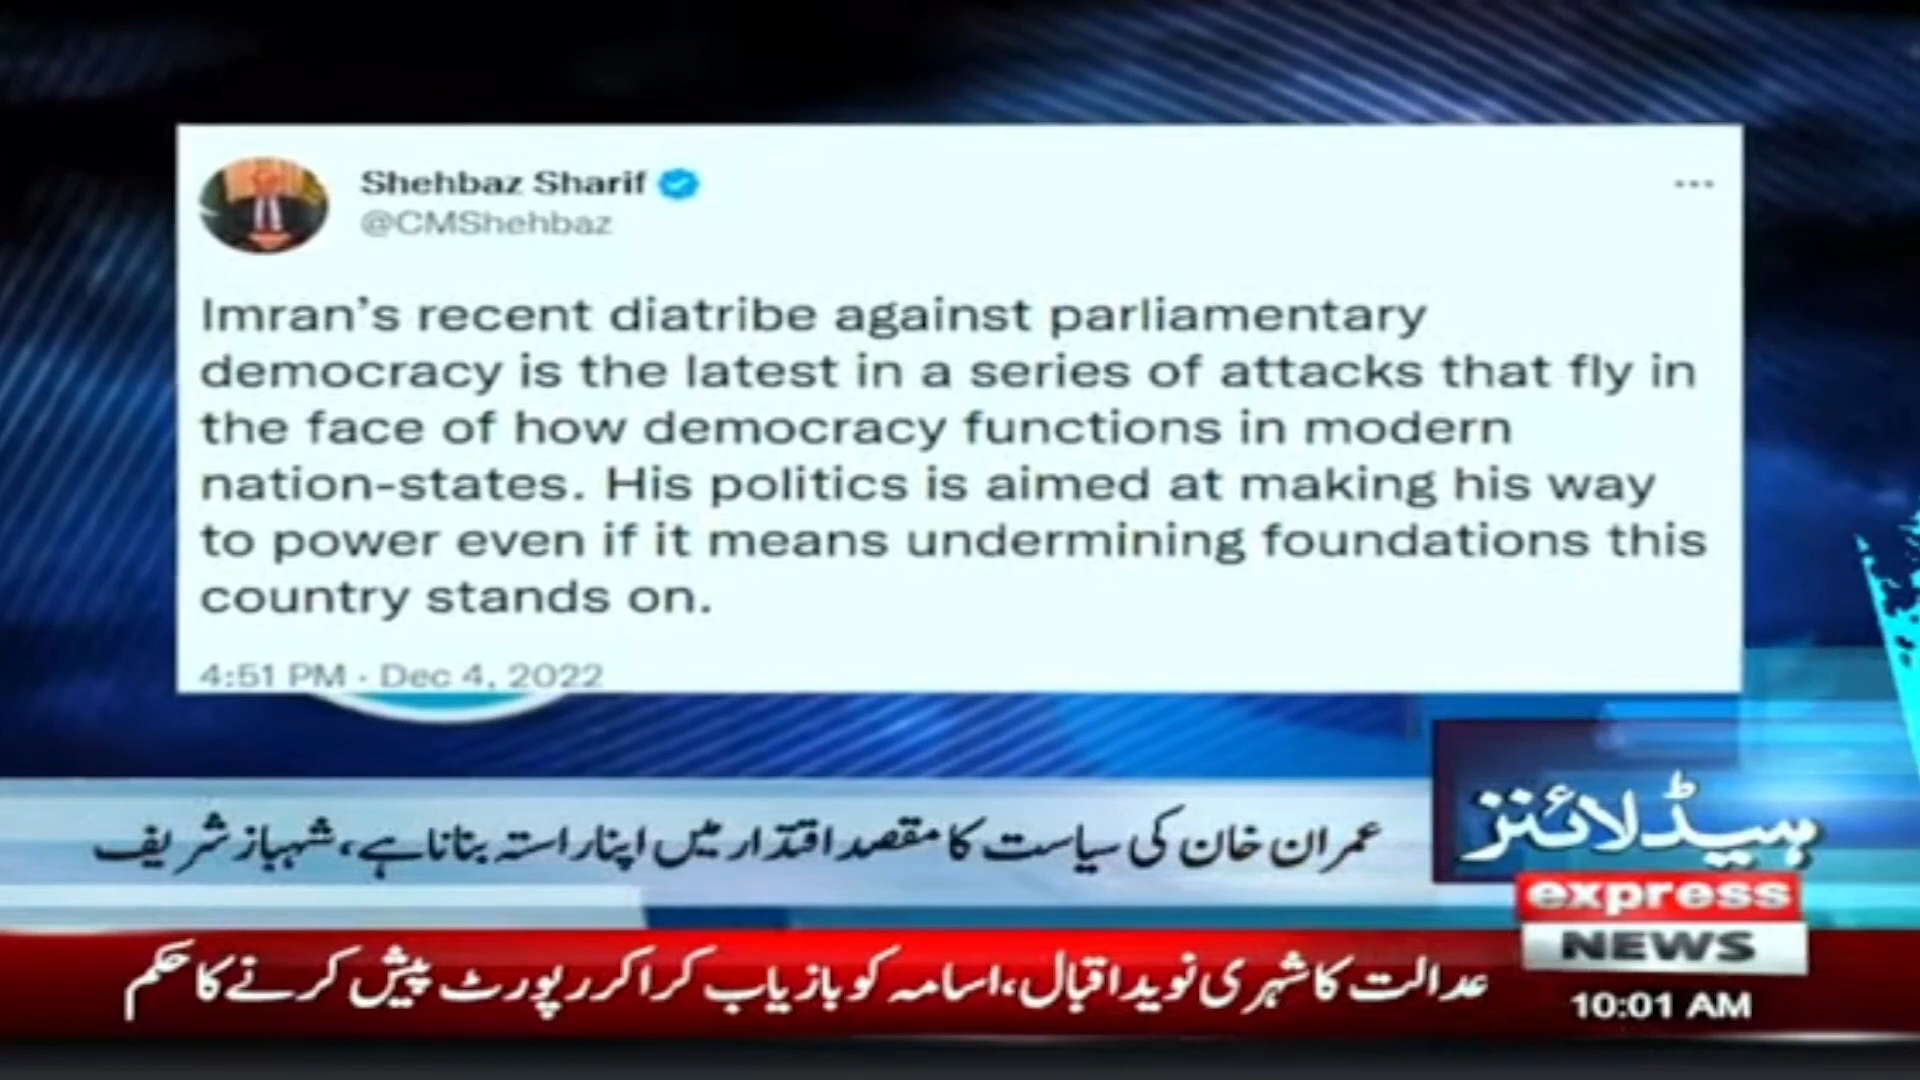 Shehbaz Sharif
@CMShehbaz
Imran's recent diatribe against parliamentary
democracy is the latest in a series of attacks that fly in
the face of how democracy functions in modern
nation-states. His politics is aimed at making his way
to power even if it means undermining foundations this
country stands on.
4:51 PM · Dec 4, 2022
ہیڈلائنز
عمران خان کی سیاست کا مقصد اقتدار میں اپنا راستہ بنانا ہے، شہباز شریف
express
NEWS
عدالت کا شہری نوید اقبال، اسامہ کو بازیاب کرا کر رپورٹ پیش کرنے کا حکم
10:01 AM